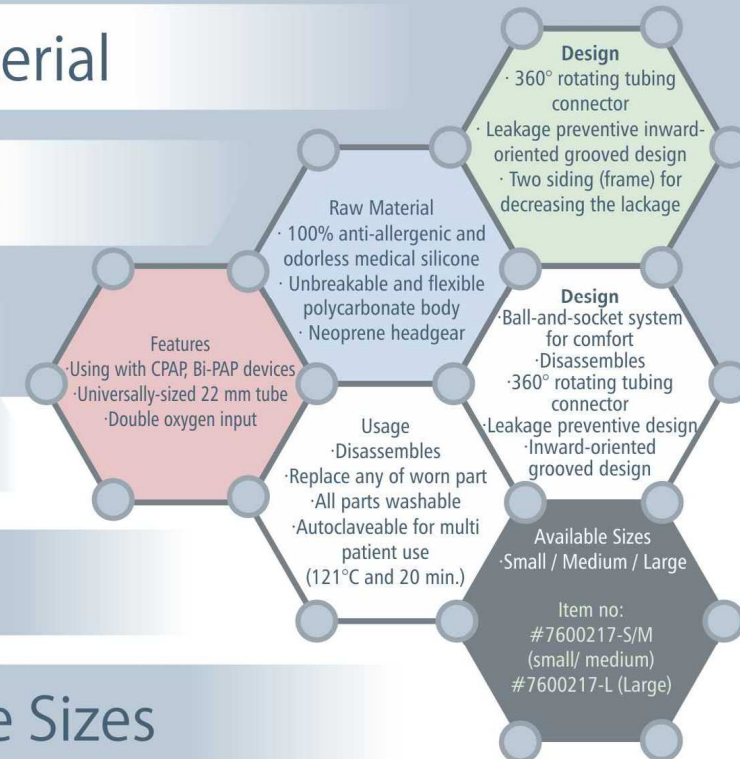 erial
Design
· 360° rotating tubing
connector
· Leakage preventive inward-
oriented grooved design
· Two siding (frame) for
decreasing the lackage
Raw Material
· 100% anti-allergenic and
odorless medical silicone
· Unbreakable and flexible
polycarbonate body
· Neoprene headgear
Features
·Using with CPAP, Bi-PAP devices
·Universally-sized 22 mm tube
·Double oxygen input
Design
·Ball-and-socket system
for comfort
·Disassembles
·360° rotating tubing
connector
·Leakage preventive design
·Inward-oriented
grooved design
Usage
·Disassembles
·Replace any of worn part
·All parts washable
·Autoclaveable for multi
patient use
(121°C and 20 min.)
Available Sizes
·Small / Medium / Large
Item no:
#7600217-S/M
(small/ medium)
#7600217-L (Large)
e Sizes